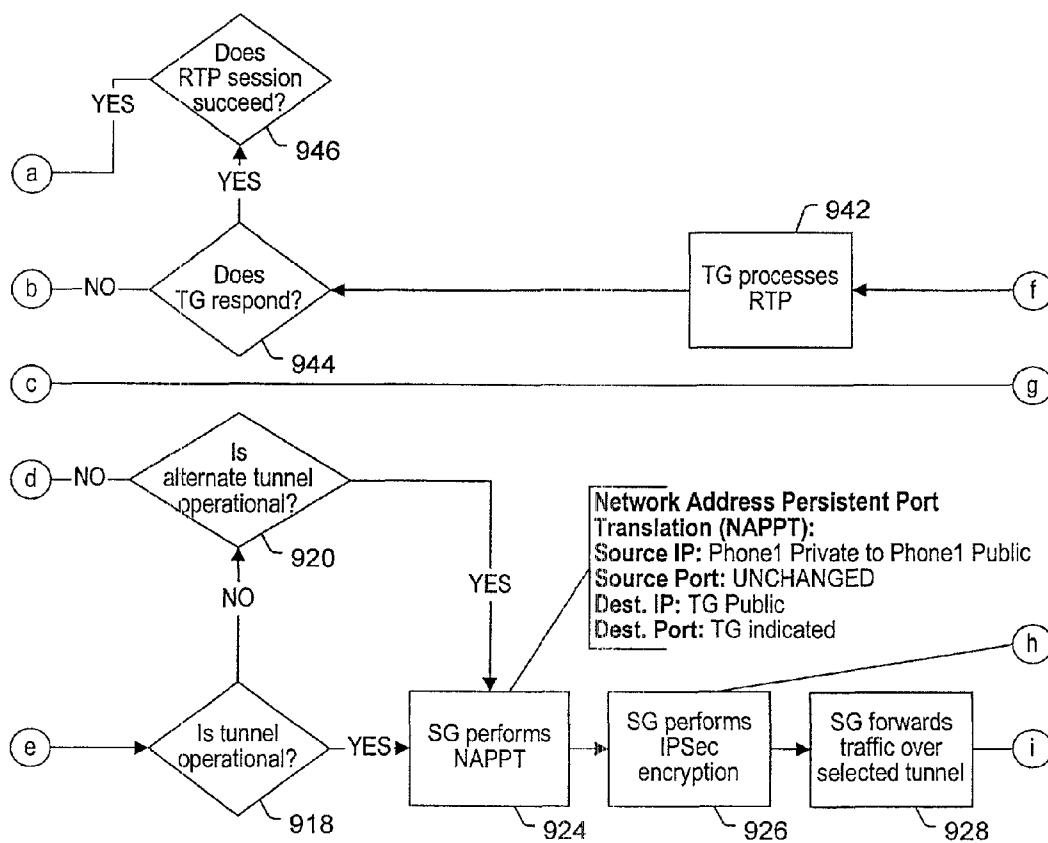 Does
RTP session
succeed?
YES
946
a
YES
942
b
NO
Does
TG respond?
TG processes
RTP
f
944
c
g
d
NO
Is
alternate tunnel
operational?
920
YES
NO
Network Address Persistent Port
Translation (NAPPT):
Source IP: Phone1 Private to Phone1 Public
Source Port: UNCHANGED
Dest. IP: TG Public
Dest. Port: TG indicated
h
e
Is tunnel
operational?
YES
SG performs
NAPPT
SG performs
IPSec
encryption
SG forwards
traffic over
selected tunnel
i
918
924
926
928